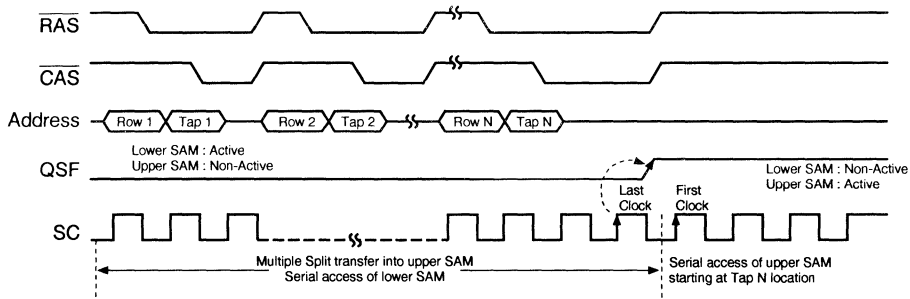 RAS
CAS
Address
Row 1
Tap 1
Row 2
Tap 2
Row N
Tap N
Lower SAM : Active
Upper SAM : Non-Active
QSF
Lower SAM : Non-Active
Upper SAM : Active
Last
Clock
First
Clock
SC
Multiple Split transfer into upper SAM
Serial access of lower SAM
Serial access of upper SAM
starting at Tap N location